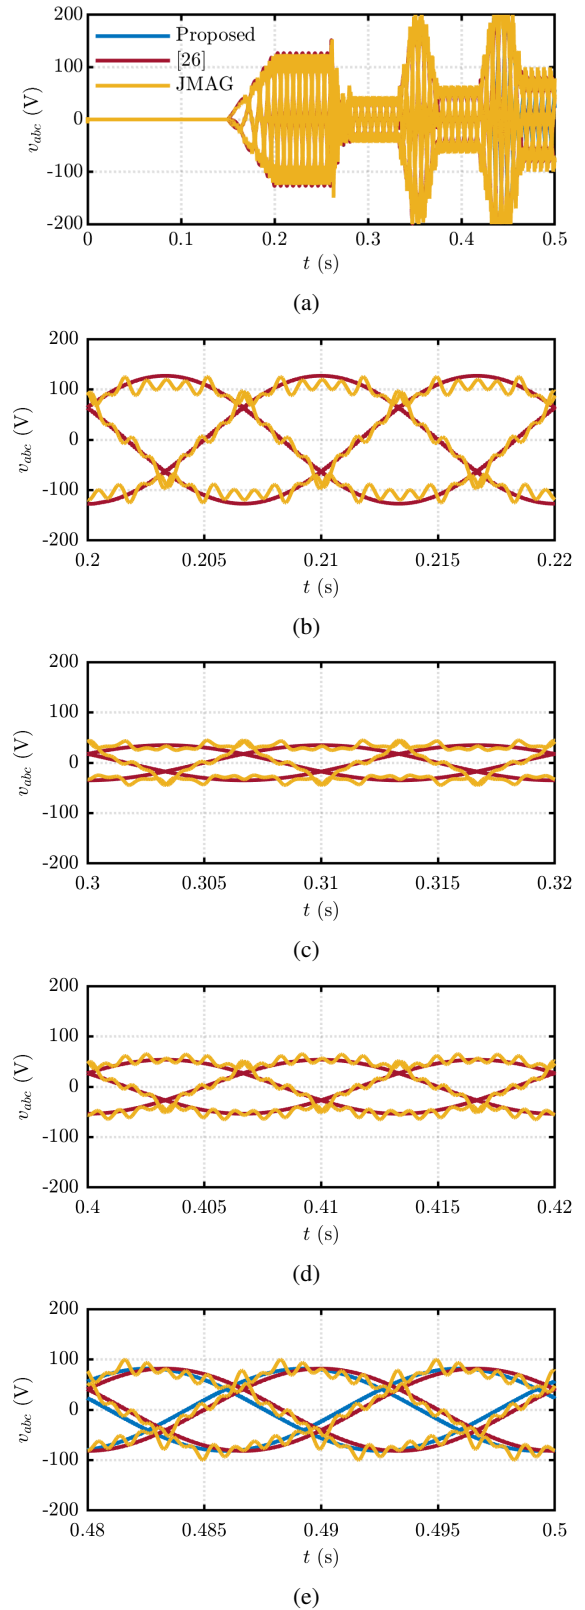 200
Proposed
100
[26]
JMAG
0
-100
-200
v_abc (V)
0 0.1 0.2 0.3 0.4 0.5
t (s)
(a)
200
100
0
-100
-200
v_abc (V)
0.2 0.205 0.21 0.215 0.22
t (s)
(b)
200
100
0
-100
-200
v_abc (V)
0.3 0.305 0.31 0.315 0.32
t (s)
(c)
200
100
0
-100
-200
v_abc (V)
0.4 0.405 0.41 0.415 0.42
t (s)
(d)
200
100
0
-100
-200
v_abc (V)
0.48 0.485 0.49 0.495 0.5
t (s)
(e)